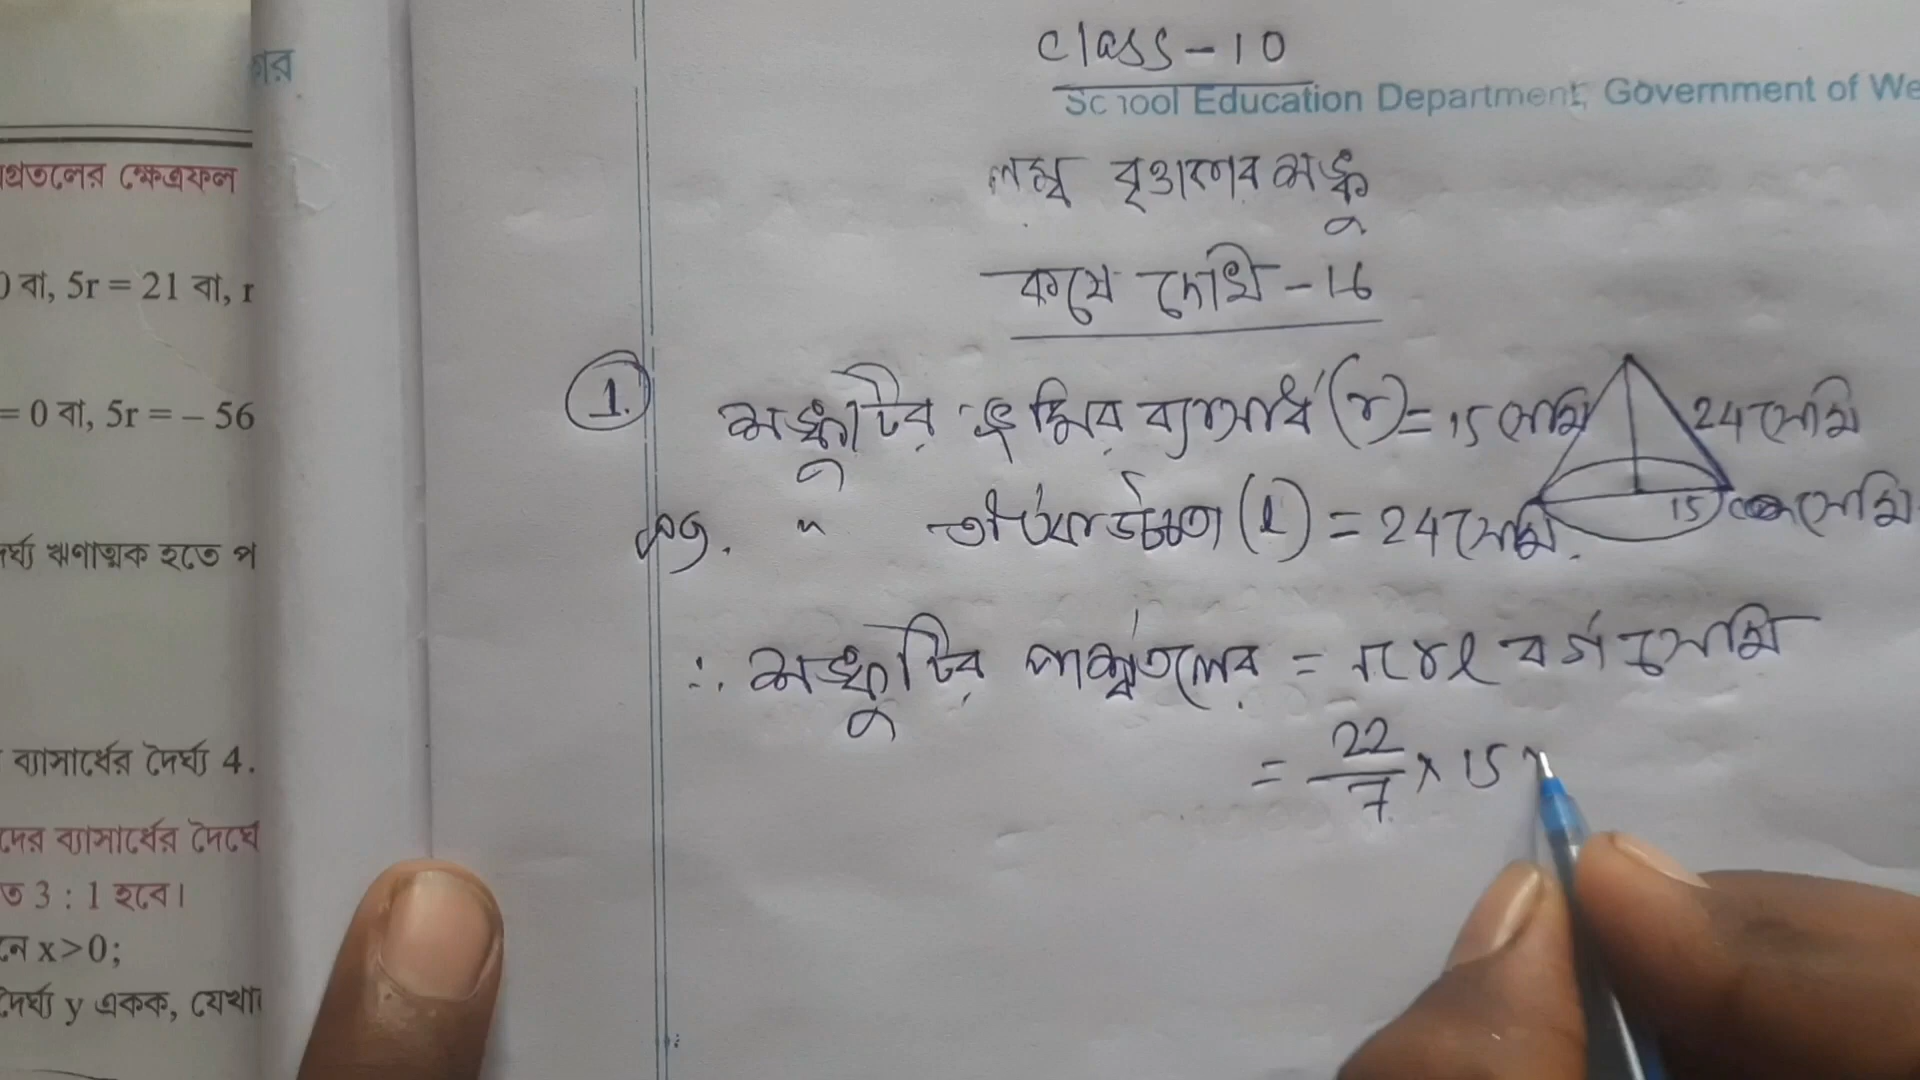 ার
গ্রতলের ক্ষেত্রফল
) বা, 5r = 21 বা, r
= 0 বা, 5r = – 56
র্ঘ্য ঋণাত্মক হতে প
ব্যাসার্ধের দৈর্ঘ্য 4.
দের ব্যাসার্ধের দৈর্ঘে
ত 3 : 1 হবে।
নে x>0;
দৈর্ঘ্য y একক, যেখা
Class - 10
School Education Department, Government of We
লম্ব বৃত্তাকার শঙ্কু
কষে দেখি - 16
1. শঙ্কুটির ভূমির ব্যাসার্ধ (r) = 15 সেমি
24 সেমি
15 সেমি
" তীর্যক উচ্চতা (l) = 24 সেমি.
∴ শঙ্কুটির পার্শ্বতলের = πrl বর্গ সেমি
= 22/7 × 15 ×